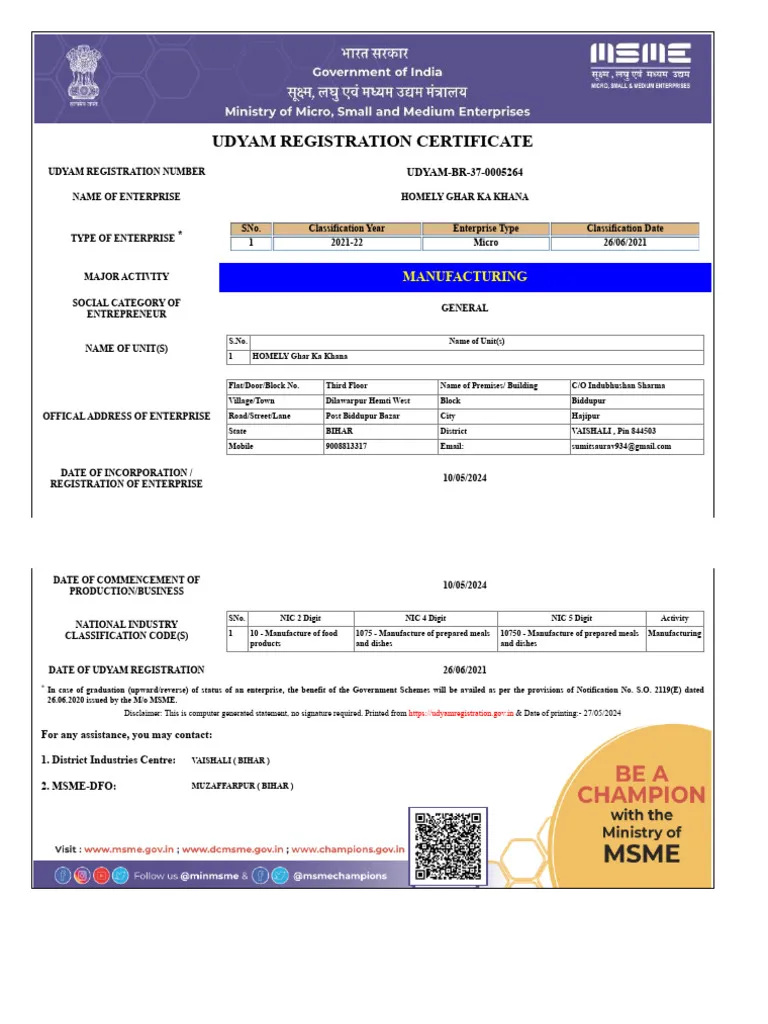 भारत सरकार
Government of India
सूक्ष्म, लघु एवं मध्यम उद्यम मंत्रालय
Ministry of Micro, Small and Medium Enterprises
सत्यमेव जयते
MSME
सूक्ष्म, लघु एवं मध्यम उद्यम
MICRO, SMALL & MEDIUM ENTERPRISES
UDYAM REGISTRATION CERTIFICATE
UDYAM REGISTRATION NUMBER UDYAM-BR-37-0005264
NAME OF ENTERPRISE HOMELY GHAR KA KHANA
TYPE OF ENTERPRISE *
SNo. Classification Year Enterprise Type Classification Date
1 2021-22 Micro 26/06/2021
MAJOR ACTIVITY MANUFACTURING
SOCIAL CATEGORY OF
ENTREPRENEUR
GENERAL
NAME OF UNIT(S)
S.No. Name of Unit(s)
1 HOMELY Ghar Ka Khana
OFFICAL ADDRESS OF ENTERPRISE
Flat/Door/Block No. Third Floor Name of Premises/ Building C/O Indubhushan Sharma
Village/Town Dilawarpur Hemti West Block Biddupur
Road/Street/Lane Post Biddupur Bazar City Hajipur
State BIHAR District VAISHALI , Pin 844503
Mobile 9008813317 Email: sumitsaurav934@gmail.com
DATE OF INCORPORATION /
REGISTRATION OF ENTERPRISE
10/05/2024
DATE OF COMMENCEMENT OF
PRODUCTION/BUSINESS
10/05/2024
NATIONAL INDUSTRY
CLASSIFICATION CODE(S)
SNo. NIC 2 Digit NIC 4 Digit NIC 5 Digit Activity
1 10 - Manufacture of food products 1075 - Manufacture of prepared meals and dishes 10750 - Manufacture of prepared meals and dishes Manufacturing
DATE OF UDYAM REGISTRATION 26/06/2021
* In case of graduation (upward/reverse) of status of an enterprise, the benefit of the Government Schemes will be availed as per the provisions of Notification No. S.O. 2119(E) dated
26.06.2020 issued by the M/o MSME.
Disclaimer: This is computer generated statement, no signature required. Printed from https://udyamregistration.gov.in & Date of printing:- 27/05/2024
For any assistance, you may contact:
1. District Industries Centre: VAISHALI ( BIHAR )
2. MSME-DFO: MUZAFFARPUR ( BIHAR )
BE A
CHAMPION
with the
Ministry of
MSME
Visit : www.msme.gov.in ; www.dcmsme.gov.in ; www.champions.gov.in
Follow us @minmsme & @msmechampions